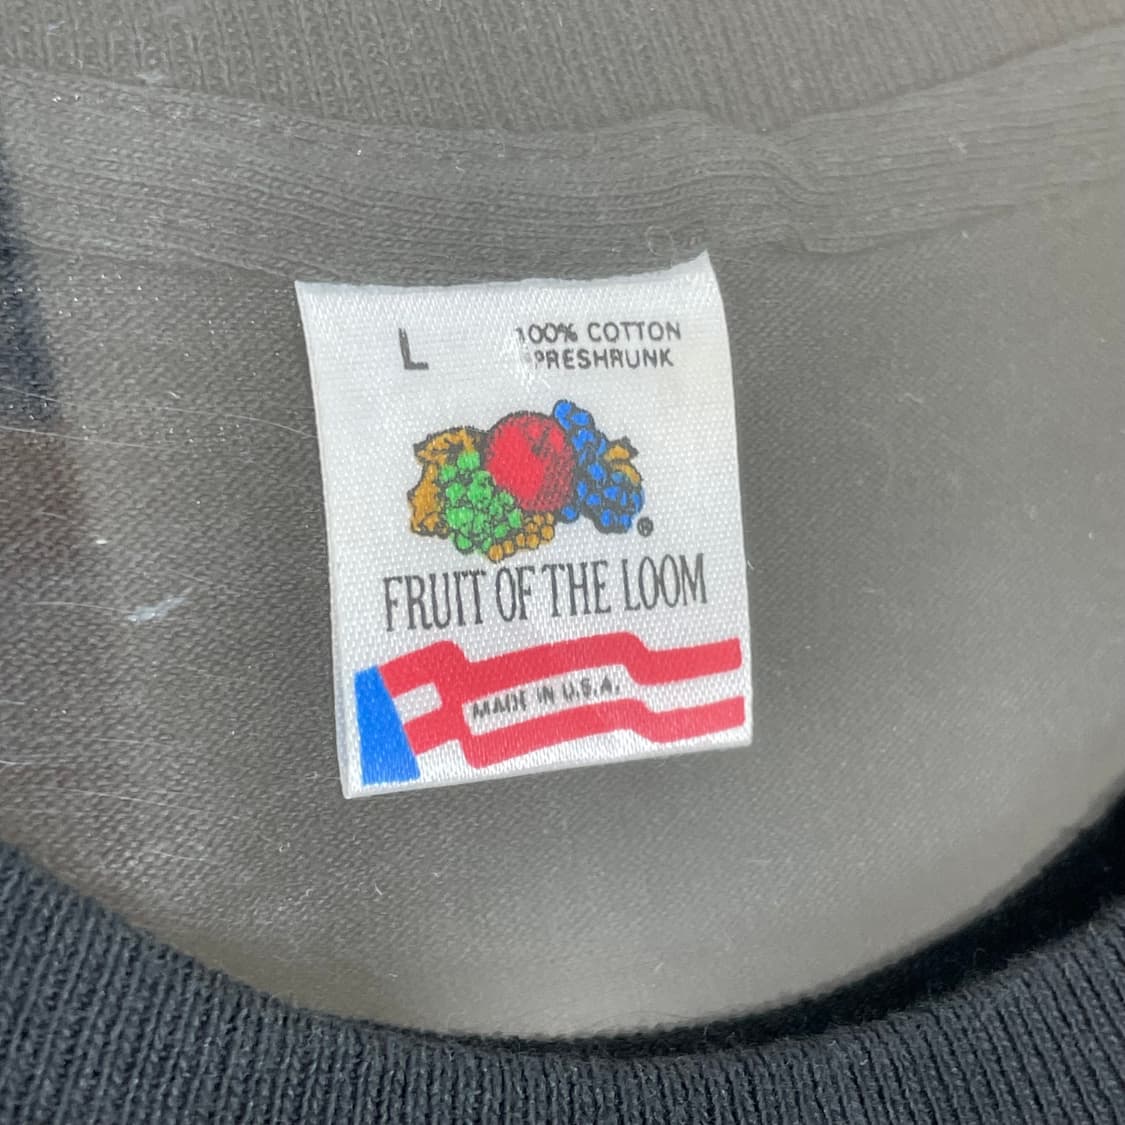 L
100% COTTON
PRESHRUNK
®
FRUIT OF THE LOOM
MADE IN U.S.A.